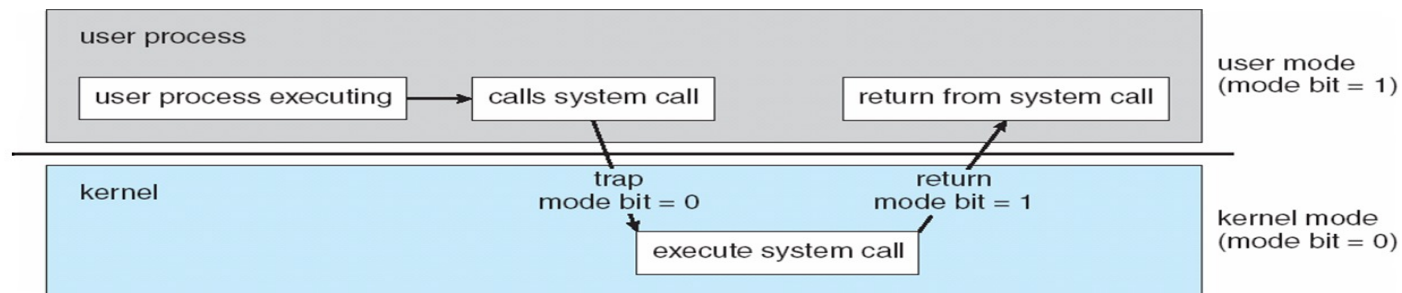 user process
user process executing
calls system call
return from system call
user mode
(mode bit = 1)
kernel
trap
mode bit = 0
return
mode bit = 1
execute system call
kernel mode
(mode bit = 0)